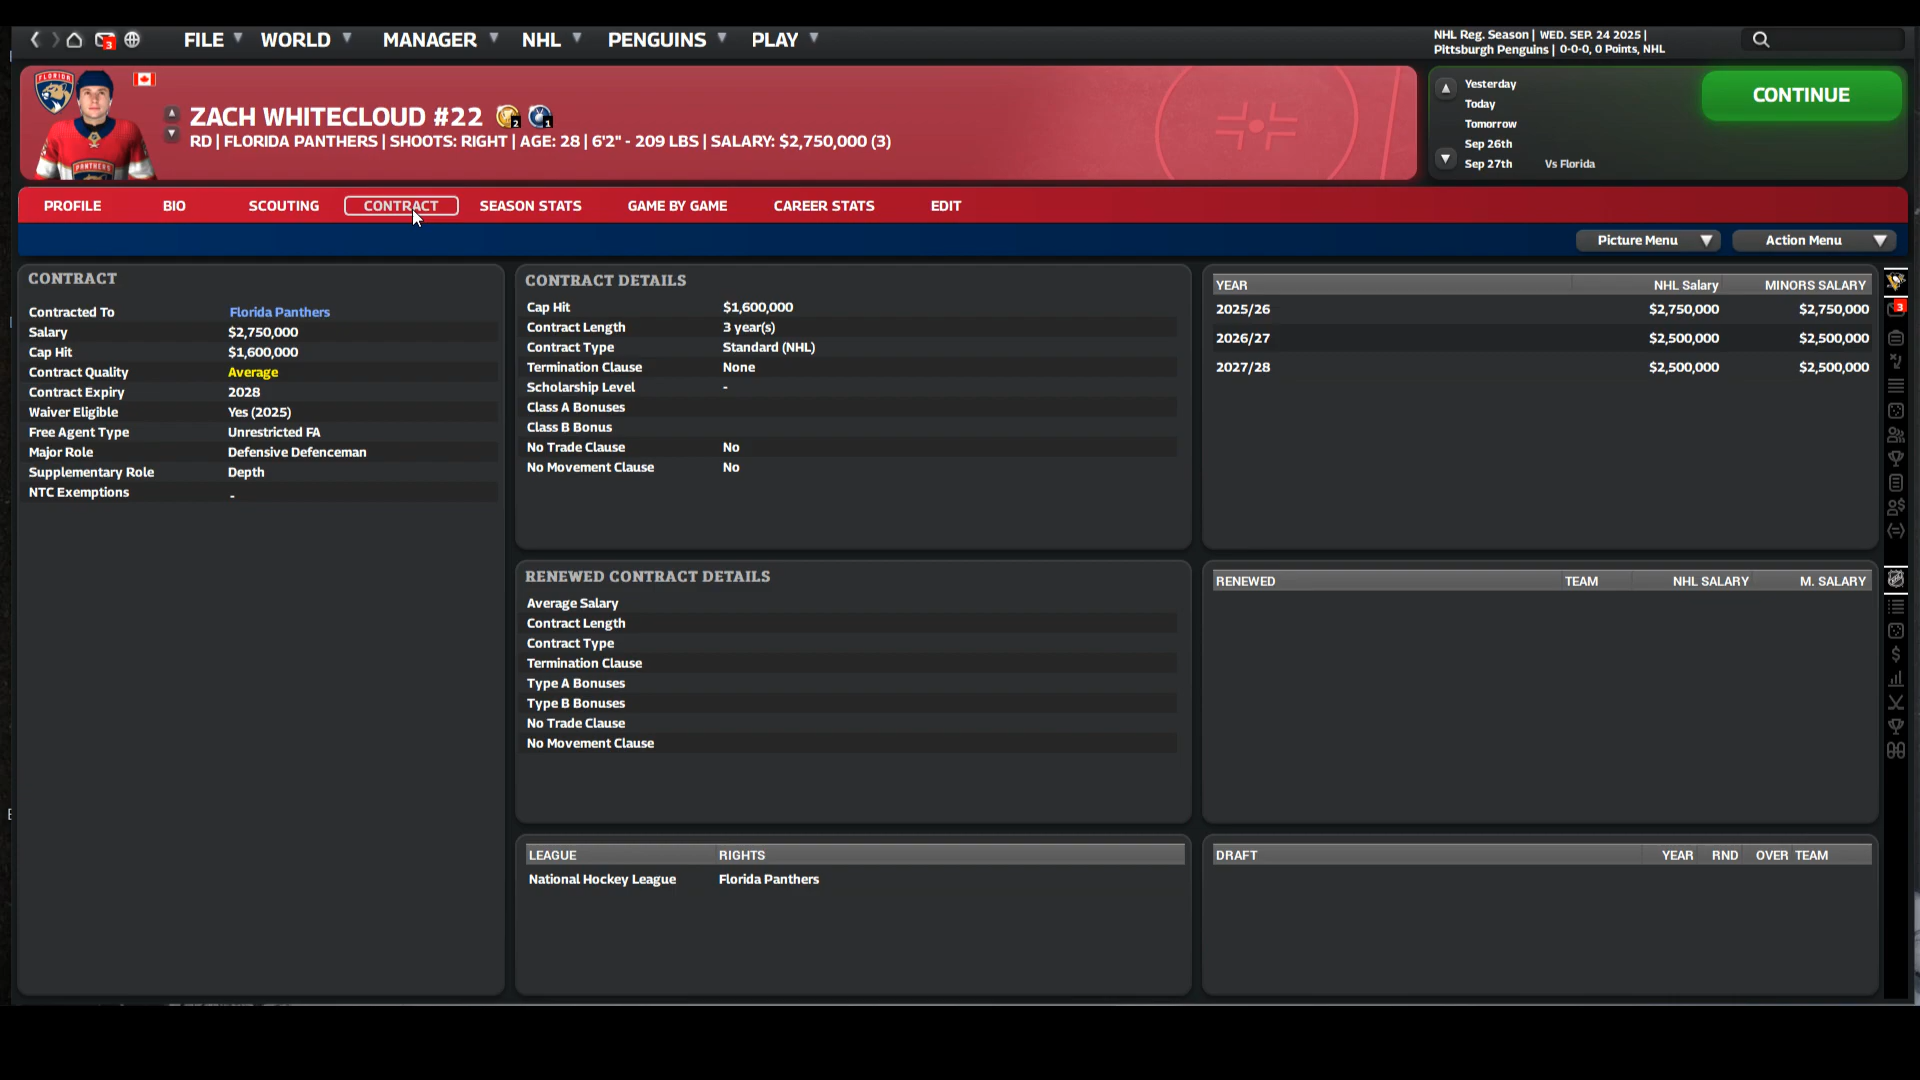 FILE
WORLD
MANAGER
NHL
PENGUINS
PLAY
NHL Reg. Season | WED. SEP. 24 2025 |
Pittsburgh Penguins | 0-0-0, 0 Points, NHL
3
FLORIDA
ZACH WHITECLOUD #22
2
1
RD | FLORIDA PANTHERS | SHOOTS: RIGHT | AGE: 28 | 6'2" - 209 LBS | SALARY: $2,750,000 (3)
PANTHERS
Yesterday
Today
Tomorrow
Sep 26th
Sep 27th Vs Florida
CONTINUE
PROFILE
BIO
SCOUTING
CONTRACT
SEASON STATS
GAME BY GAME
CAREER STATS
EDIT
Picture Menu
Action Menu
CONTRACT
Contracted To Florida Panthers
Salary $2,750,000
Cap Hit $1,600,000
Contract Quality Average
Contract Expiry 2028
Waiver Eligible Yes (2025)
Free Agent Type Unrestricted FA
Major Role Defensive Defenceman
Supplementary Role Depth
NTC Exemptions -
CONTRACT DETAILS
Cap Hit $1,600,000
Contract Length 3 year(s)
Contract Type Standard (NHL)
Termination Clause None
Scholarship Level -
Class A Bonuses
Class B Bonus
No Trade Clause No
No Movement Clause No
YEAR NHL Salary MINORS SALARY
2025/26 $2,750,000 $2,750,000
2026/27 $2,500,000 $2,500,000
2027/28 $2,500,000 $2,500,000
3
RENEWED CONTRACT DETAILS
Average Salary
Contract Length
Contract Type
Termination Clause
Type A Bonuses
Type B Bonuses
No Trade Clause
No Movement Clause
RENEWED TEAM NHL SALARY M. SALARY
LEAGUE RIGHTS
National Hockey League Florida Panthers
DRAFT YEAR RND OVER TEAM